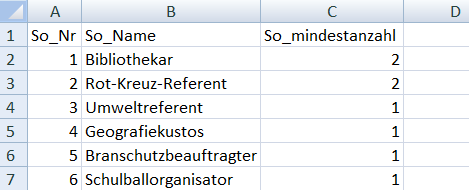 A B C D
1 So_Nr So_Name So_mindestanzahl
2 1 Bibliothekar 2
3 2 Rot-Kreuz-Referent 2
4 3 Umweltreferent 1
5 4 Geografiekustos 1
6 5 Branschutzbeauftragter 1
7 6 Schulballorganisator 1